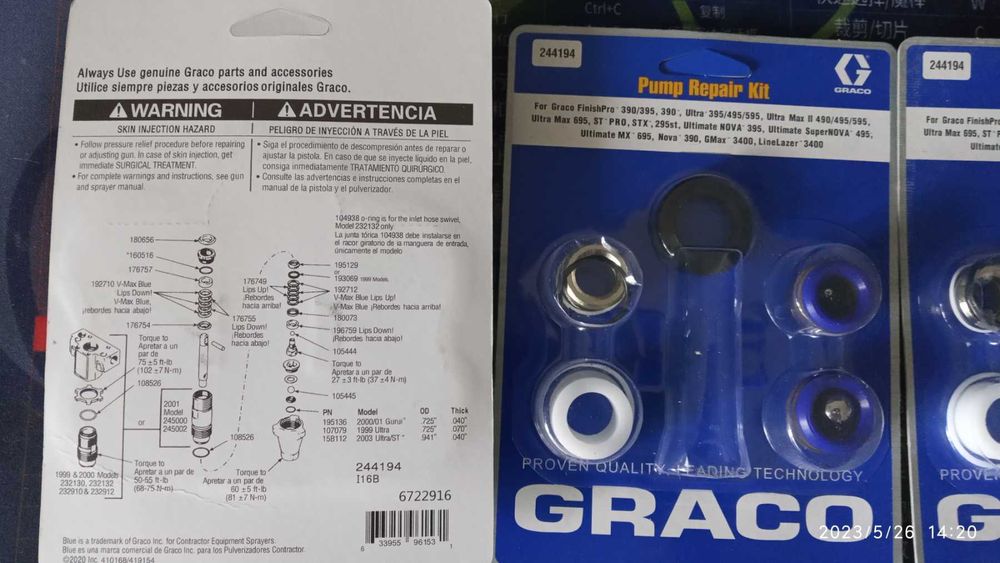 Ctrl+C
复制
裁剪/切片
W
C
Always Use genuine Graco parts and accessories
Utilice siempre piezas y accesorios originales Graco.
WARNING
SKIN INJECTION HAZARD
• Follow pressure relief procedure before repairing
or adjusting gun. In case of skin injection, get
immediate SURGICAL TREATMENT.
• For complete warnings and instructions, see gun
and sprayer manual.
ADVERTENCIA
PELIGRO DE INYECCIÓN A TRAVÉS DE LA PIEL
• Siga el procedimiento de descompresión antes de reparar o
ajustar la pistola. En caso de que se inyecte líquido en la piel,
consiga inmediatamente TRATAMIENTO QUIRÚRGICO.
• Consulte las advertencias e instrucciones completas en el
manual de la pistola y el pulverizador.
104938 o-ring is for the inlet hose swivel,
Model 232132 only.
La junta tórica 104938 debe instalarse en
el racor giratorio de la manguera de entrada,
únicamente el modelo
180656
*160516
176757
192710 V-Max Blue
Lips Down!
V-Max Blue,
¡rebordes hacia abajo!
176754
Torque to
Apretar a un
par de
75 ±5 ft-lb
(102 ±7 N-m)
108526
or
2001
Model
245000
245002
1999 & 2000 Models
232130, 232132
232910 & 232912
Torque to
Apretar a un par de
50-55 ft-lb
(68-75 N-m)
176749
Lips Up!
¡Rebordes
hacia arriba!
176755
Lips Down!
¡Rebordes
hacia abajo!
108526
Torque to
Apretar a un par de
60 ±5 ft-lb
(81 ±7 N-m)
195129
or
193069 1999 Models
192712
V-Max Blue Lips Up!
V-Max Blue ¡Rebordes hacia arriba!
180073
196759 Lips Down!
¡Rebordes hacia abajo!
105444
Torque to
Apretar a un par de
27 ±3 ft-lb (37 ±4 N-m)
105445
PN Model OD Thick
195136 2000/01 .725" .040"
107079 1999 Ultra .725" .070"
15B112 2003 Ultra/ST .941" .040"
244194
I16B
6722916
6 33955 96153 1
Blue is a trademark of Graco Inc. for Contractor Equipment Sprayers.
Blue es una marca comercial de Graco Inc. para los Pulverizadores Contractor.
©2020 Inc. 410168/419154
244194
GRACO
Pump Repair Kit
For Graco FinishPro 390/395, 390, Ultra 395/495/595, Ultra Max II 490/495/595,
Ultra Max 695, ST PRO, STX, 295st, Ultimate NOVA 395, Ultimate SuperNOVA 495,
Ultimate MX 695, Nova 390, GMax 3400, LineLazer 3400
PROVEN QUALITY. LEADING TECHNOLOGY.
GRACO
244194
For Graco FinishPro
Ultra Max 695, ST
Ultimat
PROVEN
G
2023/5/26 14:20